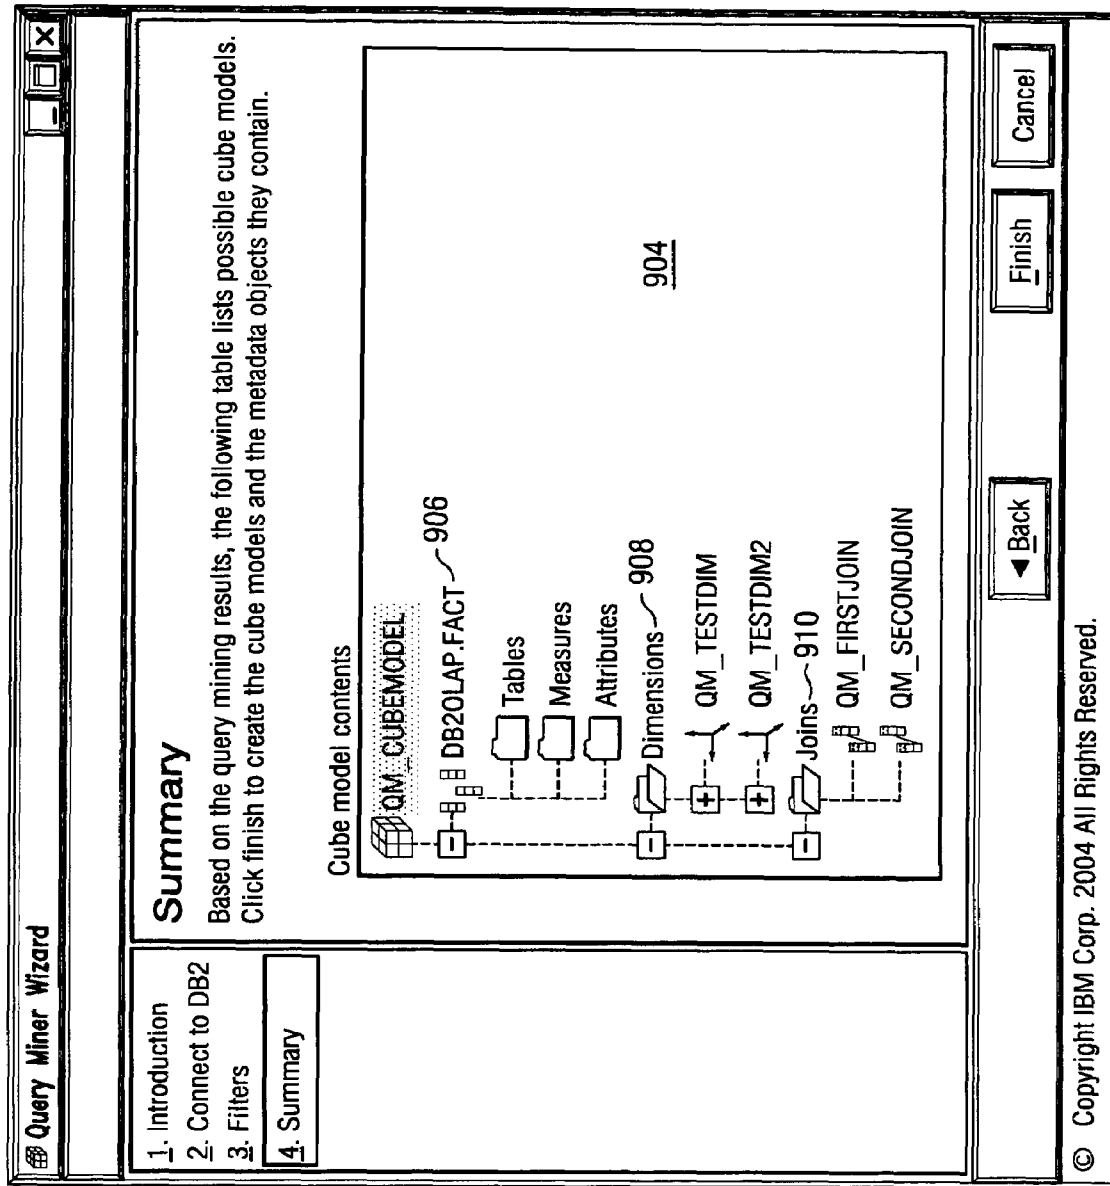 Query Miner Wizard
1. Introduction
2. Connect to DB2
3. Filters
4. Summary
Summary
Based on the query mining results, the following table lists possible cube models.
Click finish to create the cube models and the metadata objects they contain.
Cube model contents
QM_CUBEMODEL
DB2OLAP.FACT 906
Tables
Measures
Attributes
Dimensions 908
QM_TESTDIM
QM_TESTDIM2
Joins 910
QM_FIRSTJOIN
QM_SECONDJOIN
904
◄ Back
Finish
Cancel
© Copyright IBM Corp. 2004 All Rights Reserved.